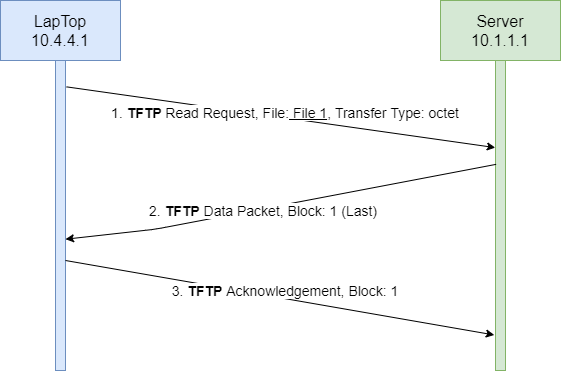 LapTop
10.4.4.1
Server
10.1.1.1
1. TFTP Read Request, File: File 1, Transfer Type: octet
2. TFTP Data Packet, Block: 1 (Last)
3. TFTP Acknowledgement, Block: 1